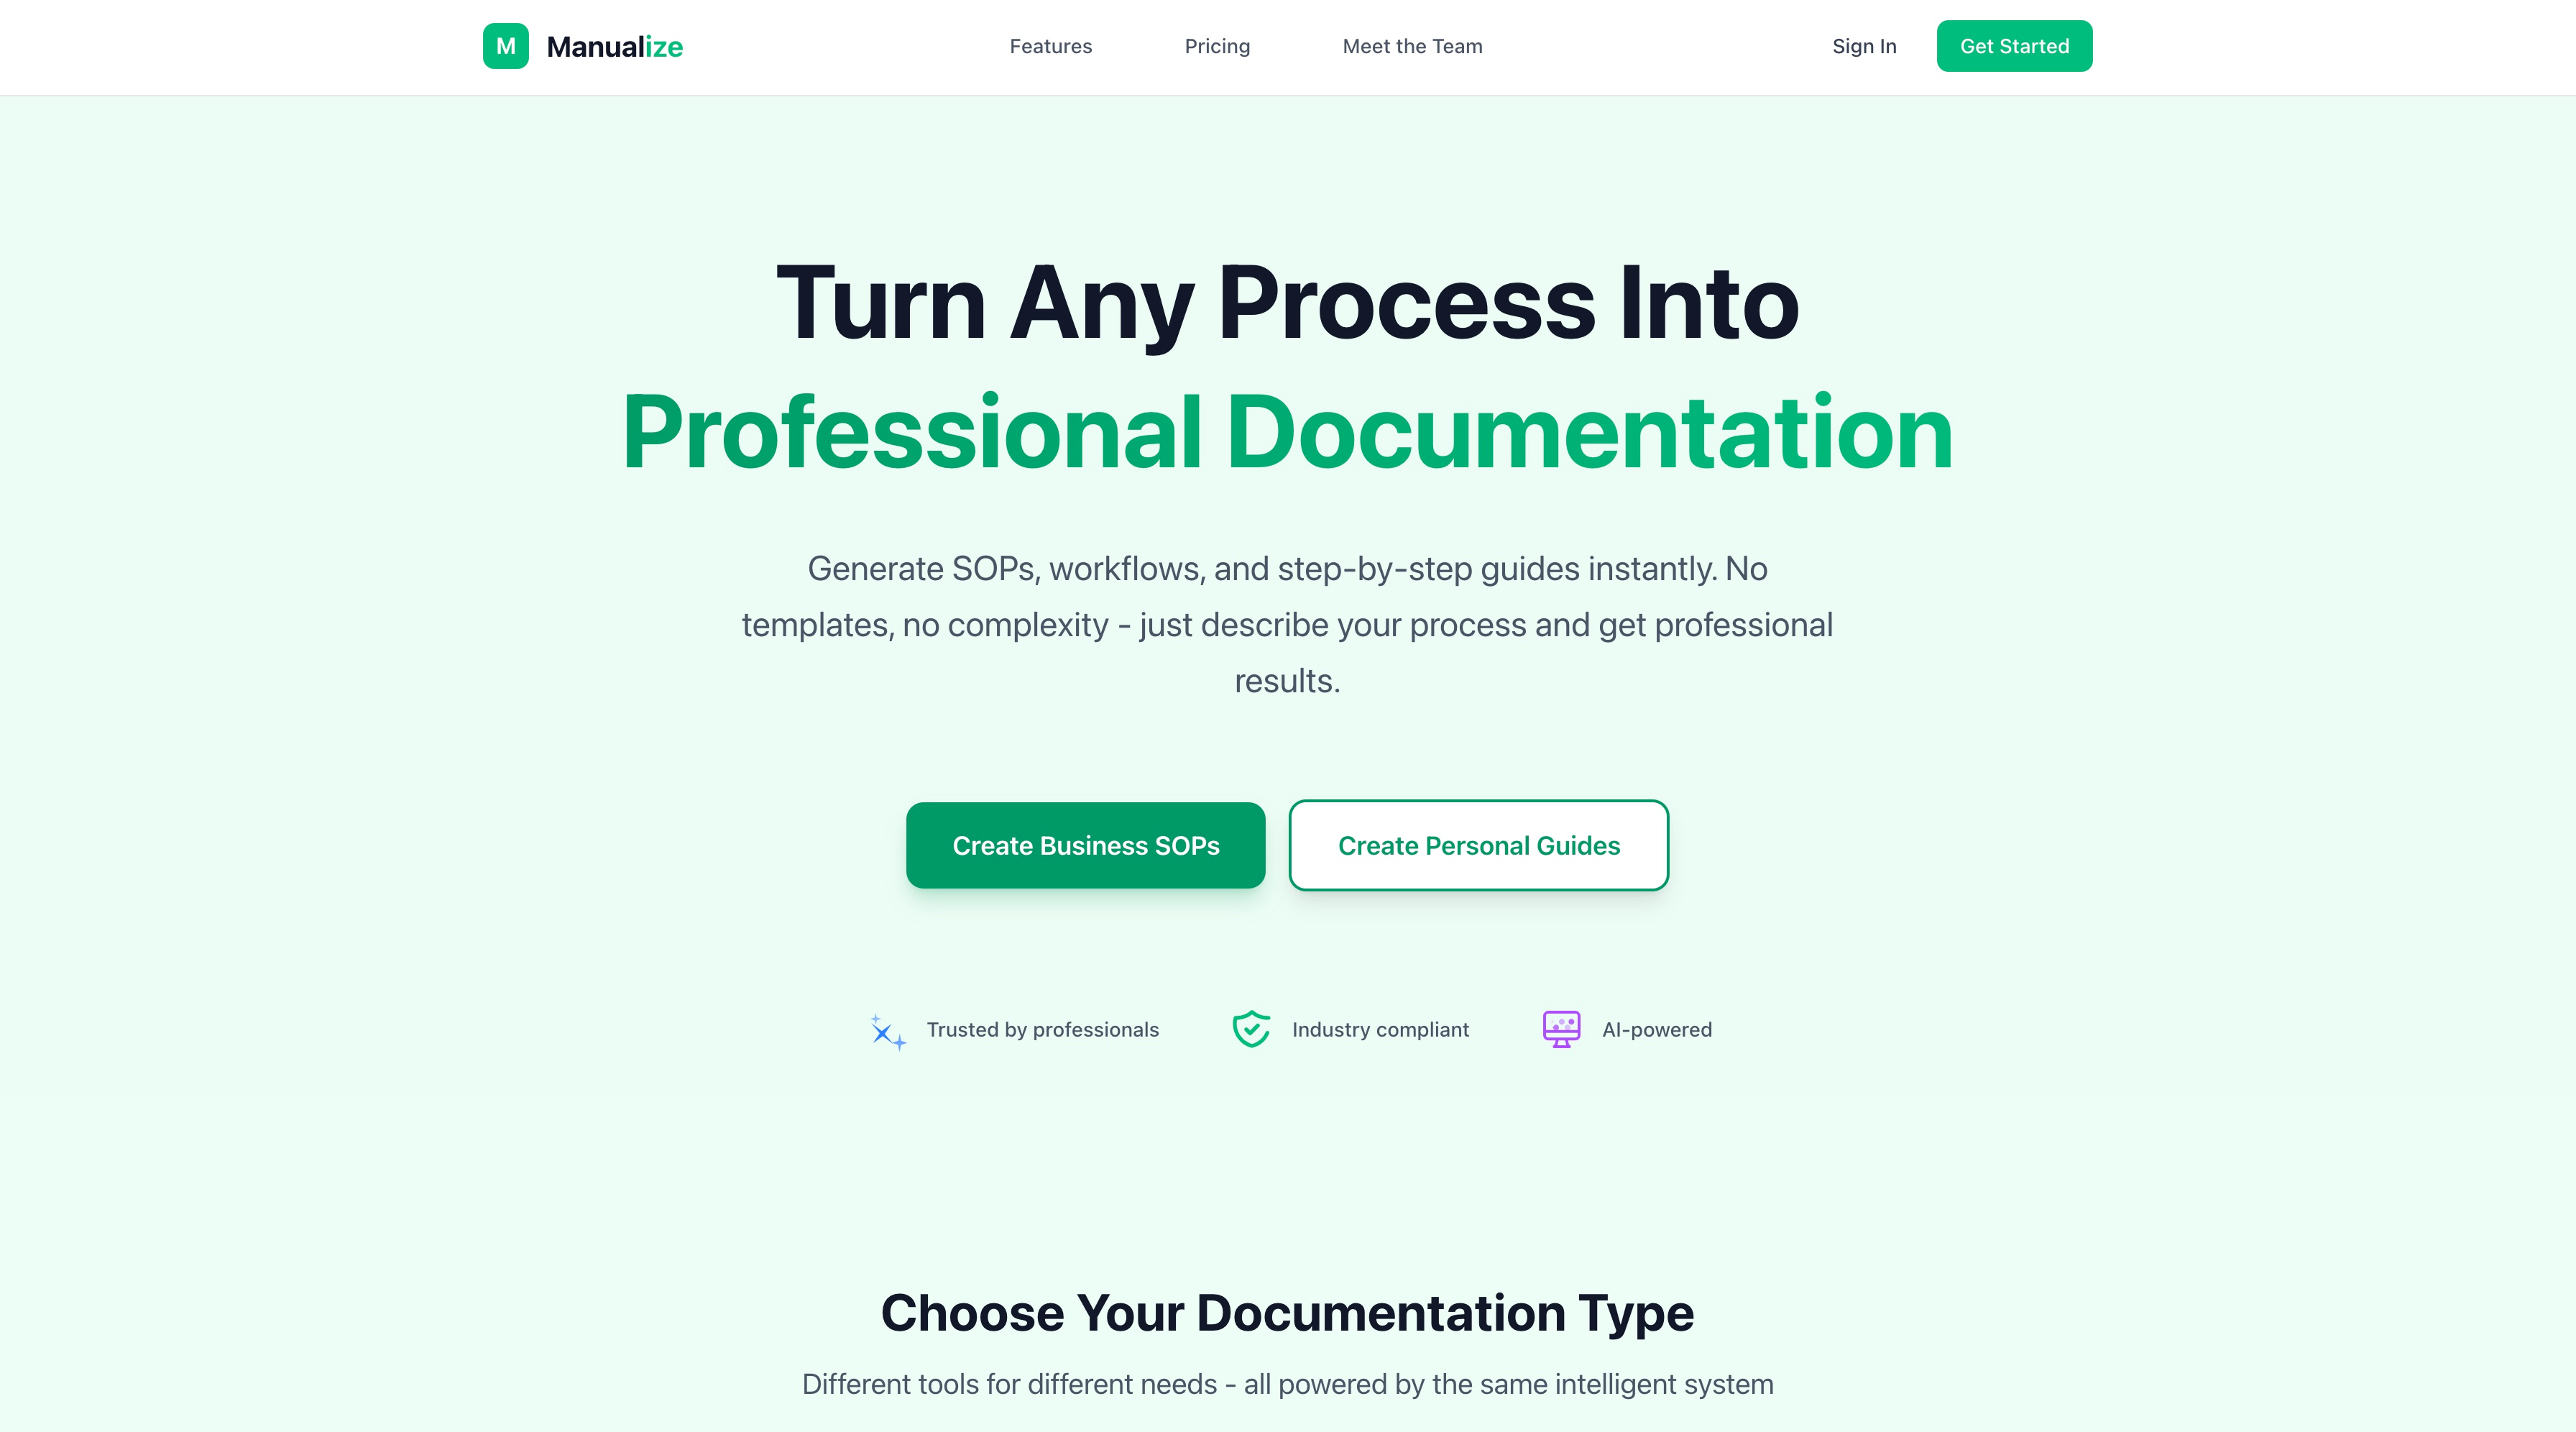 M Manualize
Features Pricing Meet the Team
Sign In Get Started
Turn Any Process Into
Professional Documentation
Generate SOPs, workflows, and step-by-step guides instantly. No
templates, no complexity - just describe your process and get professional
results.
Create Business SOPs Create Personal Guides
Trusted by professionals Industry compliant AI-powered
Choose Your Documentation Type
Different tools for different needs - all powered by the same intelligent system